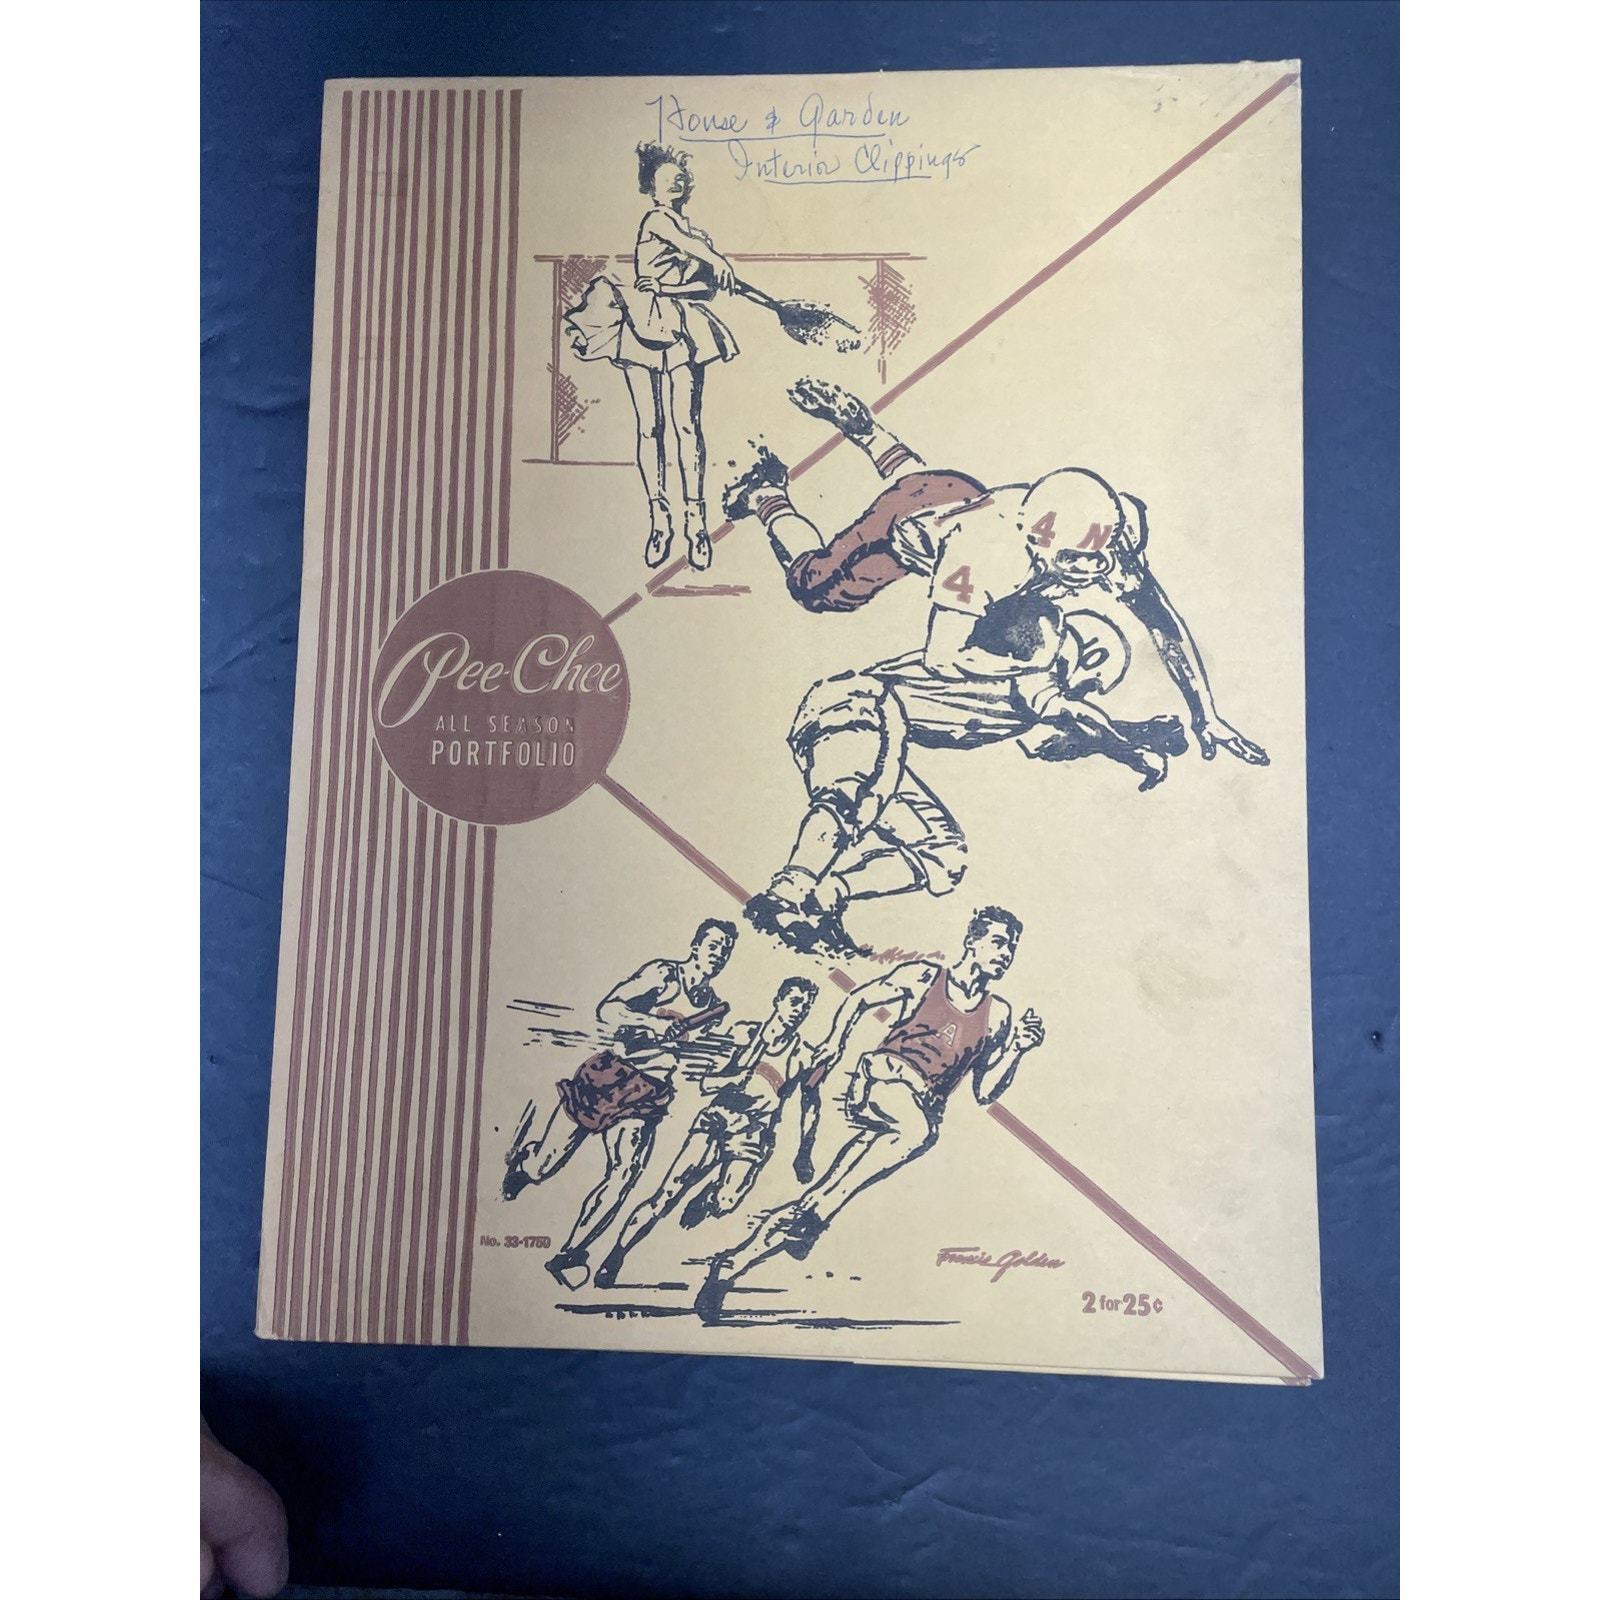 House & Garden
Interior Clippings
4 N
4
Pee-Chee
ALL SEASON
PORTFOLIO
A
No. 33-1750
Francis Golden
2 for 25¢